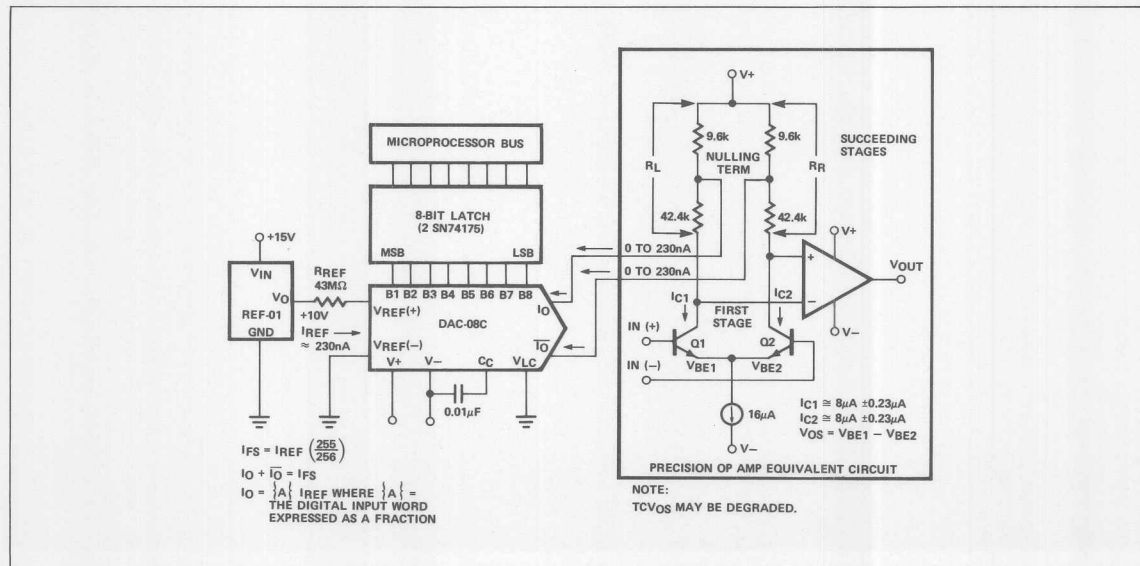 MICROPROCESSOR BUS
8-BIT LATCH
(2 SN74175)
MSB
LSB
+15V
VIN
VO
REF-01
GND
RREF
43MΩ
+10V
IREF
≈ 230nA
B1 B2 B3 B4 B5 B6 B7 B8
VREF(+)
DAC-08C
VREF(−)
V+
V−
CC
VLC
IO
I̅O̅
0.01μF
0 TO 230nA
0 TO 230nA
V+
RL
9.6k
9.6k
RR
NULLING
TERM
42.4k
42.4k
SUCCEEDING
STAGES
V+
+
−
VOUT
V−
IC1
IC2
FIRST
STAGE
IN (+)
Q1
Q2
IN (−)
VBE1
VBE2
16μA
V−
IC1 ≅ 8μA ±0.23μA
IC2 ≅ 8μA ±0.23μA
VOS = VBE1 − VBE2
PRECISION OP AMP EQUIVALENT CIRCUIT
NOTE:
TCVOS MAY BE DEGRADED.
IFS = IREF (255/256)
IO + I̅O̅ = IFS
IO = }A{ IREF WHERE }A{ =
THE DIGITAL INPUT WORD
EXPRESSED AS A FRACTION